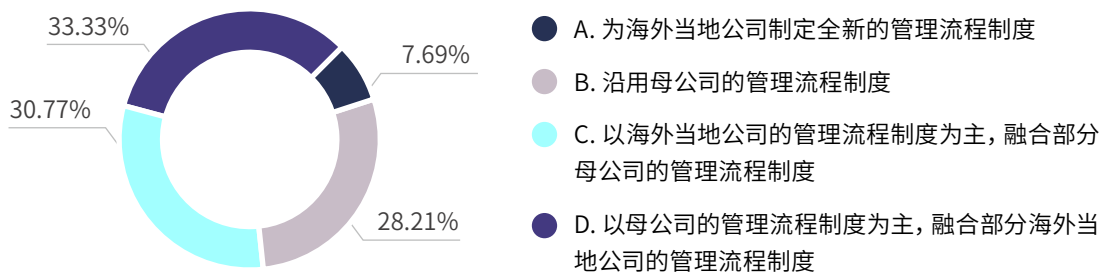 33.33%
7.69%
30.77%
28.21%
A. 为海外当地公司制定全新的管理流程制度
B. 沿用母公司的管理流程制度
C. 以海外当地公司的管理流程制度为主，融合部分
母公司的管理流程制度
D. 以母公司的管理流程制度为主，融合部分海外当
地公司的管理流程制度